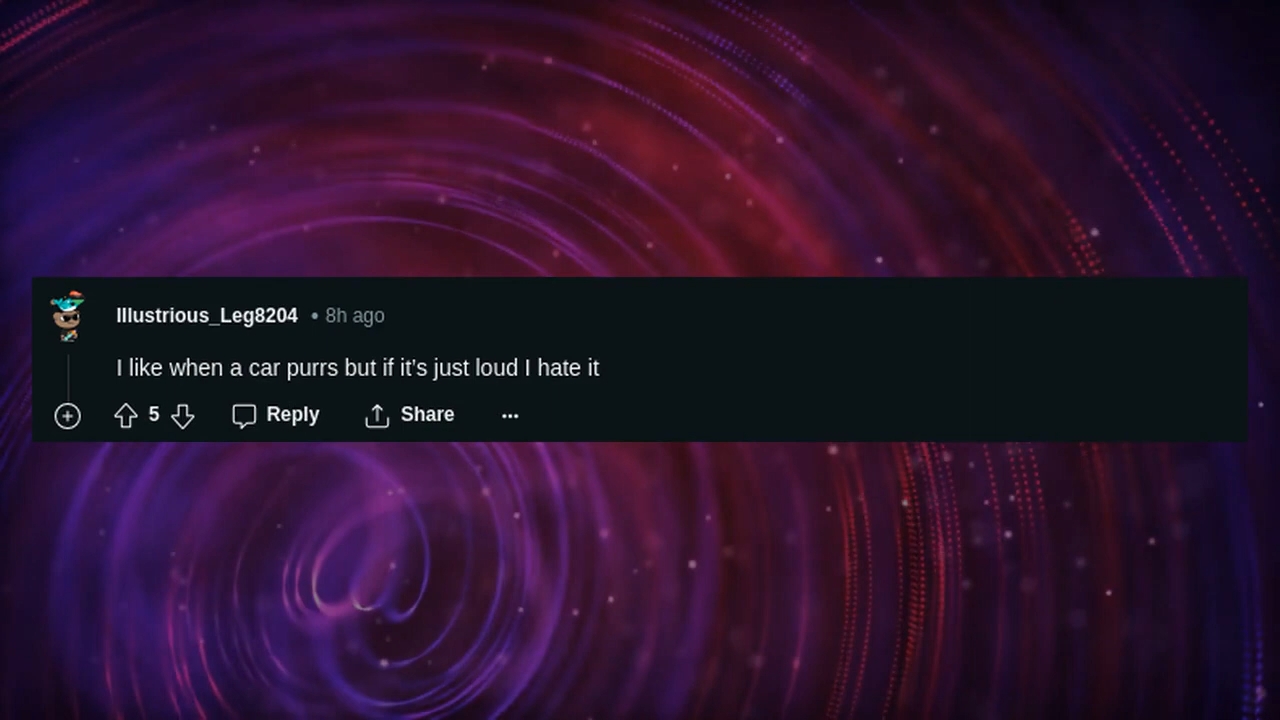 Illustrious_Leg8204 • 8h ago
I like when a car purrs but if it's just loud I hate it
5 Reply Share ...